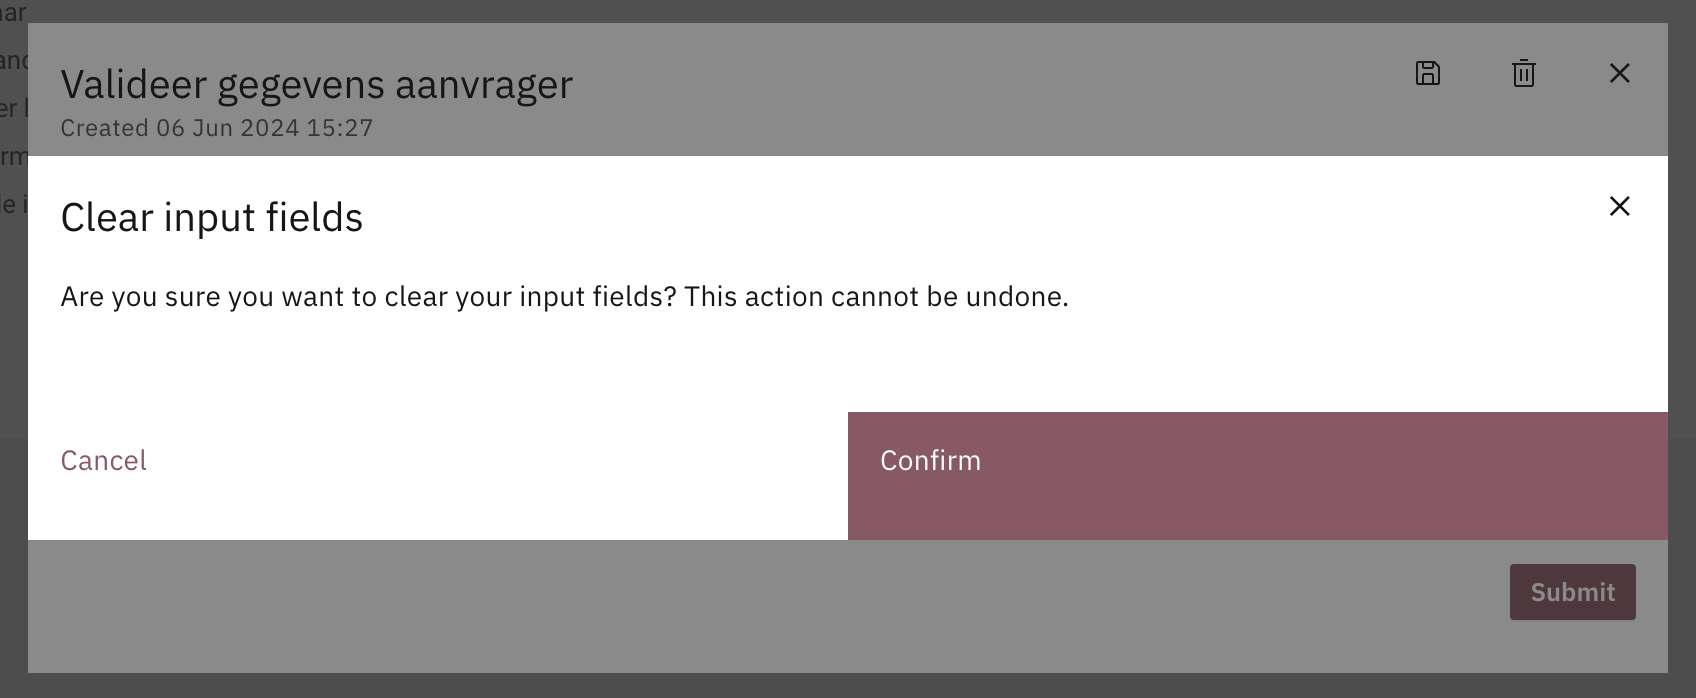 Valideer gegevens aanvrager
Created 06 Jun 2024 15:27
Clear input fields
Are you sure you want to clear your input fields? This action cannot be undone.
Cancel
Confirm
Submit